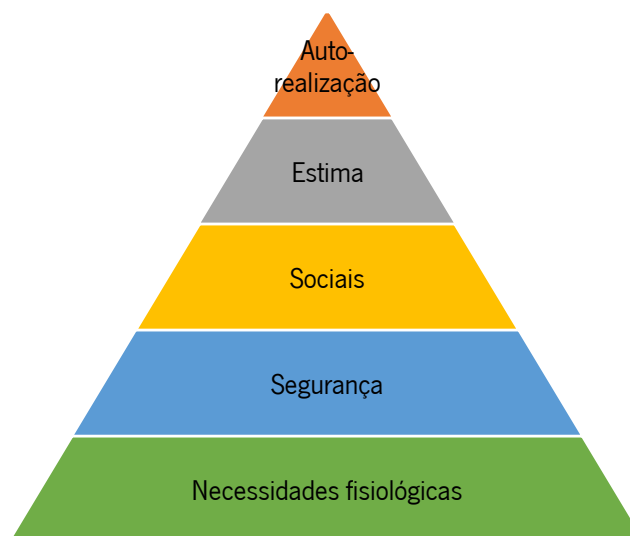 Auto-
realização
Estima
Sociais
Segurança
Necessidades fisiológicas